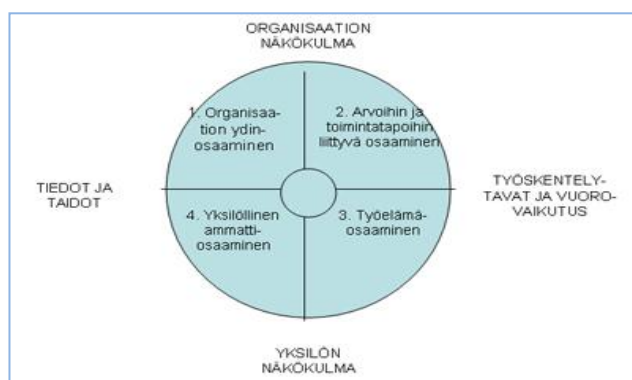 ORGANISAATION
NÄKÖKULMA
1. Organisaa-
tion ydin-
osaaminen
2. Arvoihin ja
toimintatapoihin
liittyvä osaaminen
TIEDOT JA
TAIDOT
TYÖSKENTELY-
TAVAT JA VUORO-
VAIKUTUS
4. Yksilöllinen
ammatti-
osaaminen
3. Työelämä-
osaaminen
YKSILÖN
NÄKÖKULMA